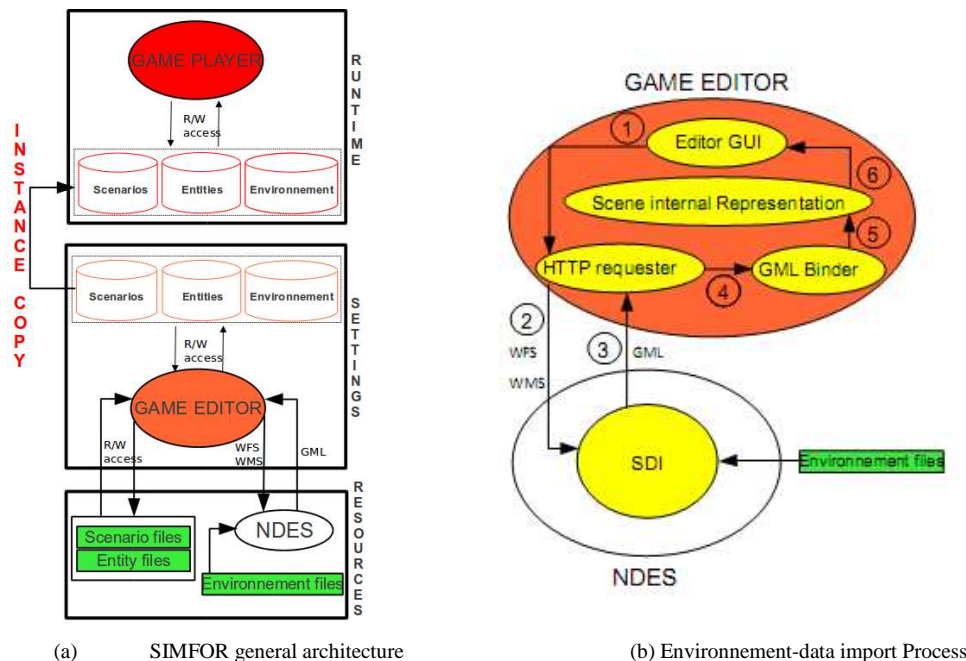 GAME PLAYER
R/W
access
Scenarios
Entities
Environnement
RUNTIME
INSTANCE COPY
Scenarios
Entities
Environnement
R/W
access
GAME EDITOR
SETTINGS
R/W
access
WFS
WMS
GML
Scenario files
Entity files
NDES
Environnement files
RESOURCES
(a) SIMFOR general architecture
GAME EDITOR
1
Editor GUI
6
Scene internal Representation
5
HTTP requester
4
GML Binder
2
WFS
WMS
3
GML
SDI
Environnement files
NDES
(b) Environnement-data import Process